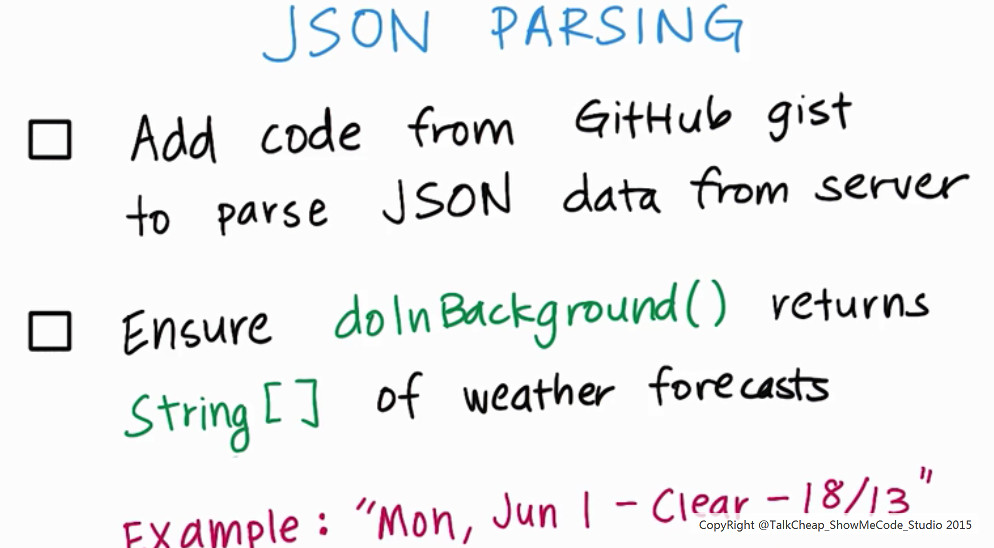 JSON PARSING
Add code from GitHub gist
to parse JSON data from server
Ensure doInBackground() returns
String[] of weather forecasts
Example: "Mon, Jun 1 - Clear - 18/13"
CopyRight @TalkCheap_ShowMeCode_Studio 2015